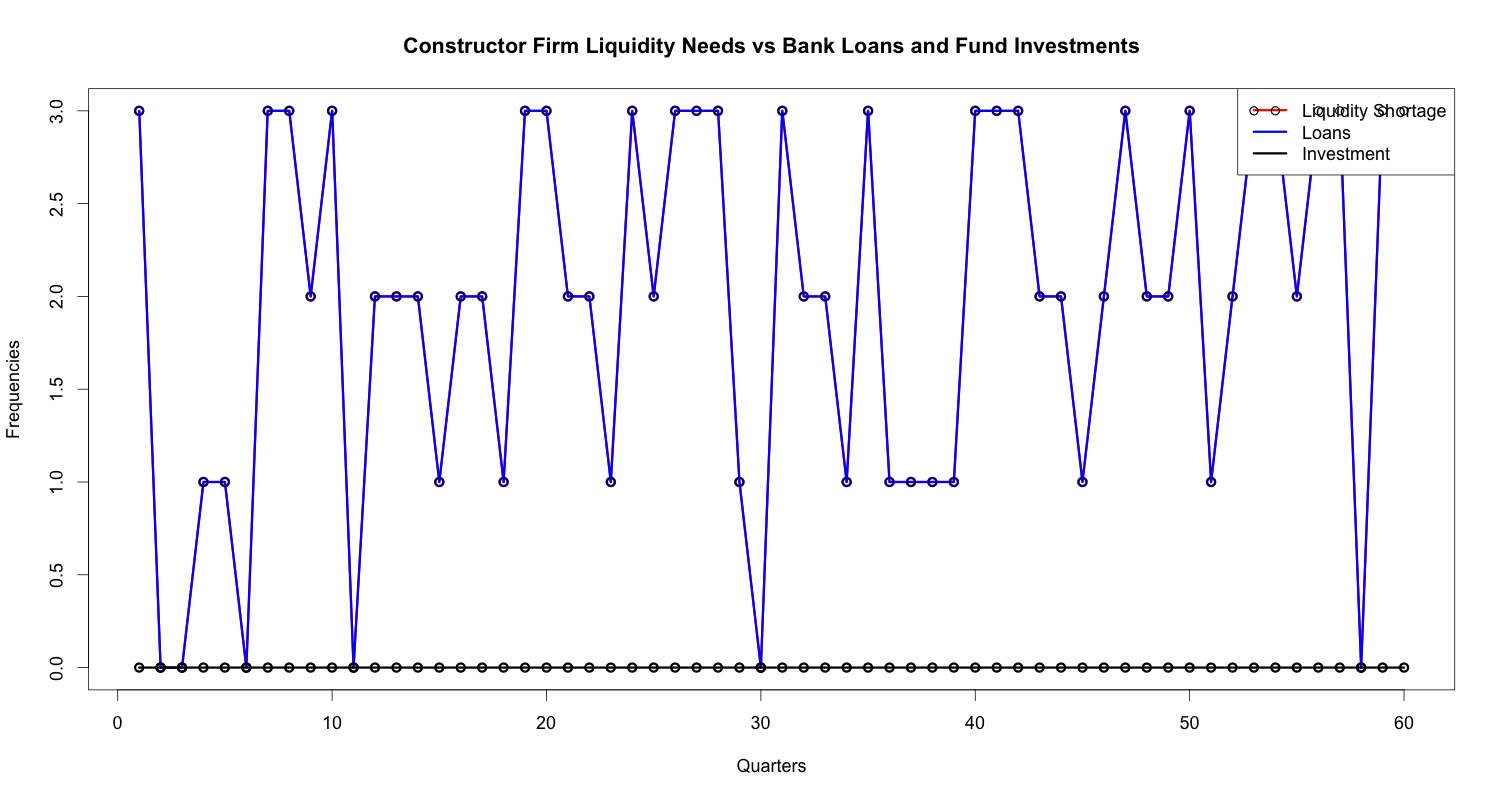 Constructor Firm Liquidity Needs vs Bank Loans and Fund Investments
3.0
2.5
2.0
1.5
1.0
0.5
0.0
Frequencies
Liquidity Shortage
Loans
Investment
0 10 20 30 40 50 60
Quarters